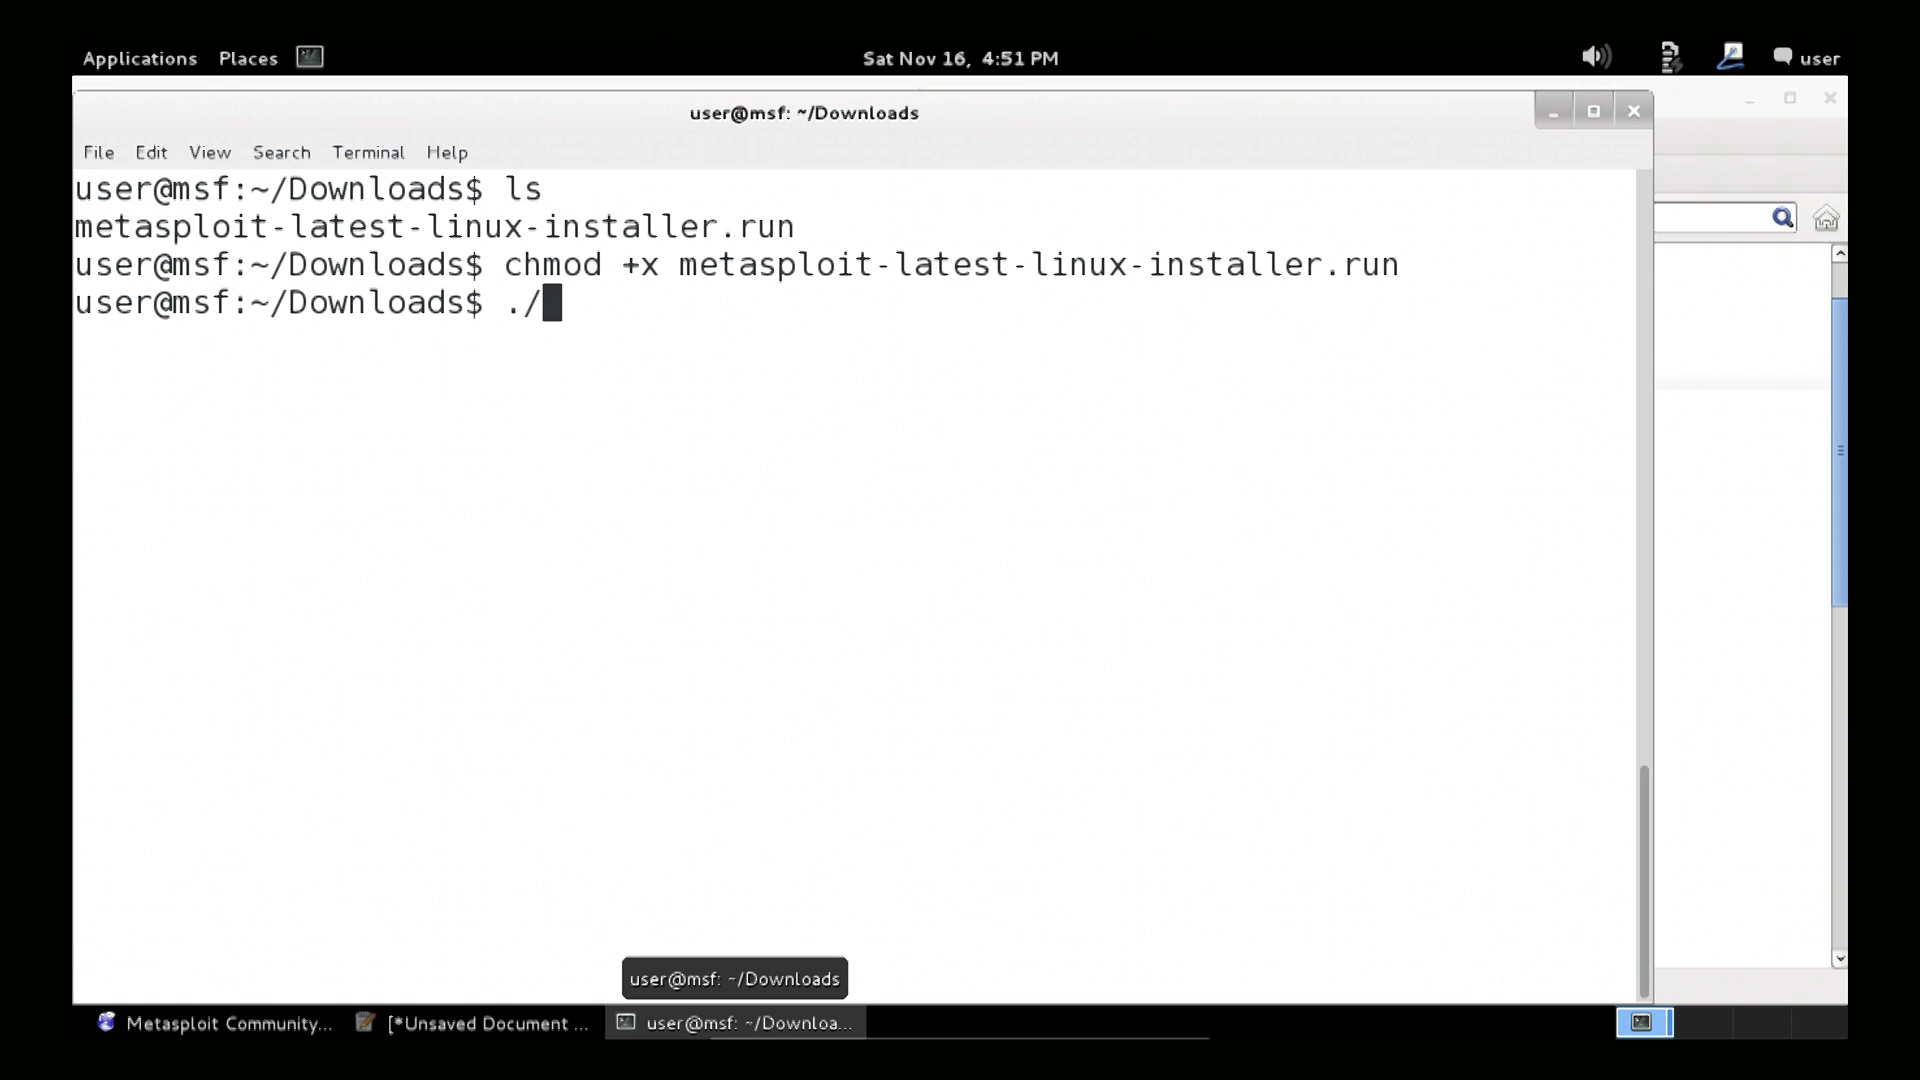 Applications Places Sat Nov 16, 4:51 PM user
user@msf: ~/Downloads
File Edit View Search Terminal Help
user@msf:~/Downloads$ ls
metasploit-latest-linux-installer.run
user@msf:~/Downloads$ chmod +x metasploit-latest-linux-installer.run
user@msf:~/Downloads$ ./
user@msf: ~/Downloads
Metasploit Community... [*Unsaved Document ... user@msf: ~/Downloa...